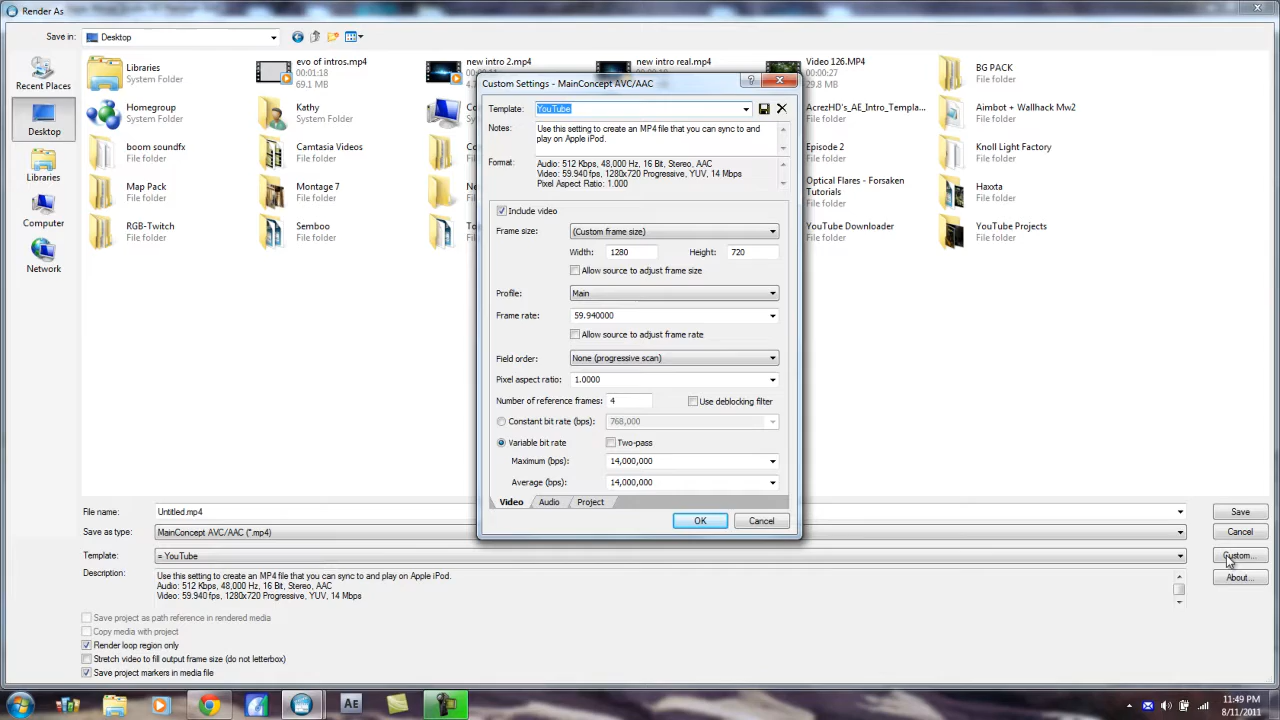 Render As
Save in:
Desktop
Recent Places
Desktop
Libraries
Computer
Network
Libraries
System Folder
evo of intros.mp4
00:01:18
69.1 MB
new intro 2.mp4
new intro real.mp4
Video 126.MP4
00:00:27
29.8 MB
BG PACK
File folder
Homegroup
System Folder
Kathy
System Folder
AcrezHD's_AE_Intro_Templa...
File folder
Aimbot + Wallhack Mw2
File folder
boom soundfx
File folder
Camtasia Videos
File folder
Episode 2
File folder
Knoll Light Factory
File folder
Map Pack
File folder
Montage 7
File folder
Optical Flares - Forsaken
Tutorials
File folder
Haxxta
File folder
RGB-Twitch
File folder
Semboo
File folder
YouTube Downloader
File folder
YouTube Projects
File folder
Custom Settings - MainConcept AVC/AAC
Template:
YouTube
Notes:
Use this setting to create an MP4 file that you can sync to and
play on Apple iPod.
Format:
Audio: 512 Kbps, 48,000 Hz, 16 Bit, Stereo, AAC
Video: 59.940 fps, 1280x720 Progressive, YUV, 14 Mbps
Pixel Aspect Ratio: 1.000
Include video
Frame size:
(Custom frame size)
Width: 1280 Height: 720
Allow source to adjust frame size
Profile:
Main
Frame rate:
59.940000
Allow source to adjust frame rate
Field order:
None (progressive scan)
Pixel aspect ratio:
1.0000
Number of reference frames: 4
Use deblocking filter
Constant bit rate (bps): 768,000
Variable bit rate
Two-pass
Maximum (bps): 14,000,000
Average (bps): 14,000,000
Video Audio Project
OK Cancel
File name: Untitled.mp4
Save
Save as type: MainConcept AVC/AAC (*.mp4)
Cancel
Template: = YouTube
Custom...
Description:
Use this setting to create an MP4 file that you can sync to and play on Apple iPod.
Audio: 512 Kbps, 48,000 Hz, 16 Bit, Stereo, AAC
Video: 59.940 fps, 1280x720 Progressive, YUV, 14 Mbps
About...
Save project as path reference in rendered media
Copy media with project
Render loop region only
Stretch video to fill output frame size (do not letterbox)
Save project markers in media file
AE
11:49 PM
8/11/2011